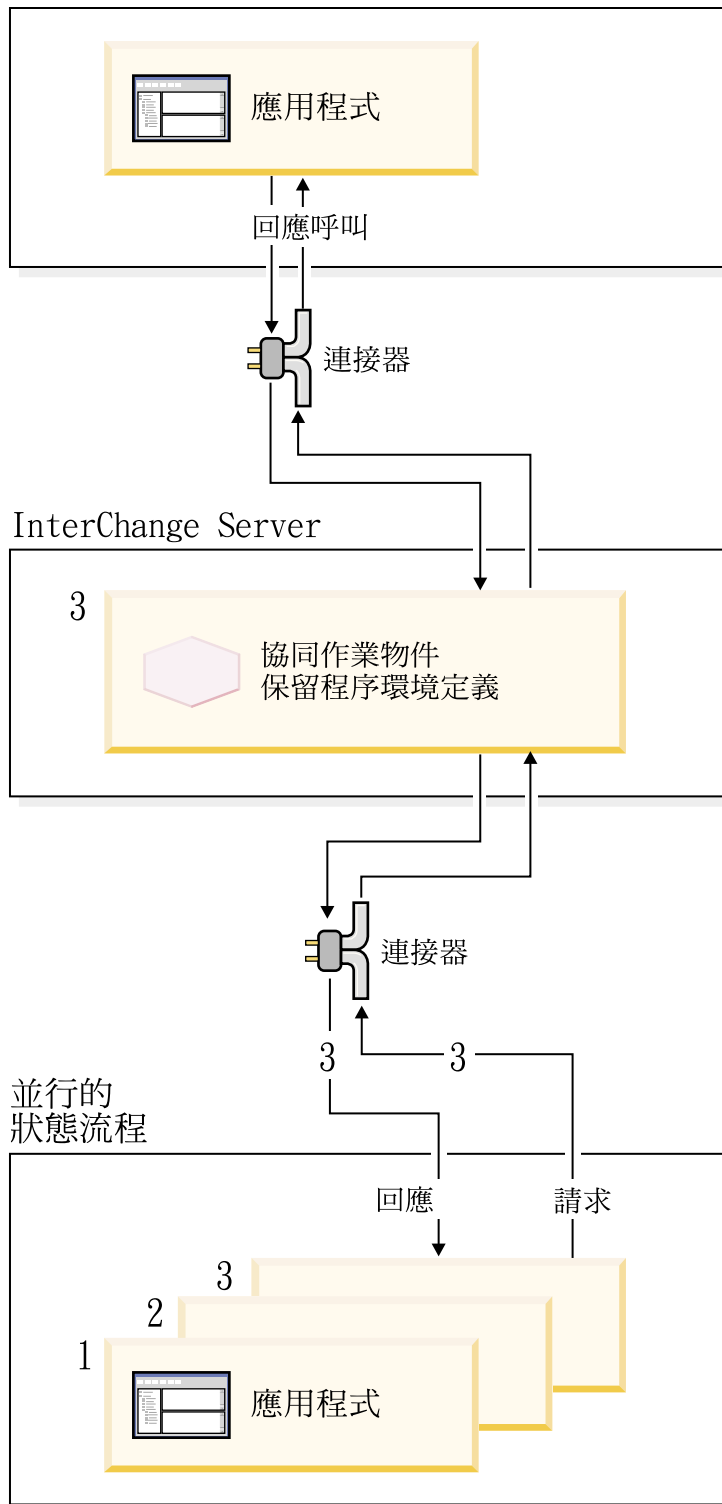 應用程式
回應呼叫
連接器
InterChange Server
3
協同作業物件
保留程序環境定義
連接器
3
3
並行的
狀態流程
回應
請求
3
2
1
應用程式